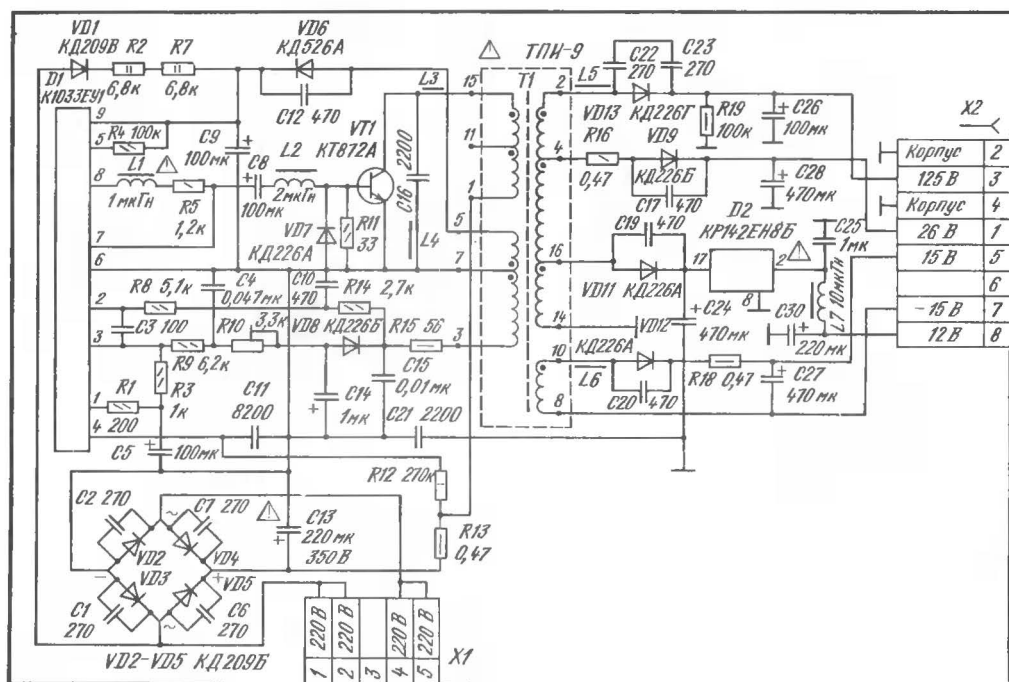 VD1
КД209В
R2
R7
6,8к
6,8к
VD6
КД526А
C12 470
D1
К1033ЕУ1
9
5
8
7
6
2
3
1
4
R4 100к
L1
1мкГн
R5
1,2к
C9
100мк
C8
100мк
L2
2мкГн
VT1
КТ872А
VD7
КД226А
R11
33
2200
C16
L3
L4
ТПИ-9
T1
15
11
1
5
7
3
2
4
16
14
10
8
R8 5,1к
C4
0,047мк
C10
470
R14
2,7к
C3 100
R10
3,3к
VD8 КД226Б
R15 56
R9 6,2к
R3
1к
R1
200
C11
8200
C14
1мк
C15
0,01мк
C21 2200
C5
100мк
R12 270к
R13
0,47
C2 270
C7 270
VD2
VD4
VD3
VD5
C1
270
C6
270
~
~
–
+
C13
220мк
350В
VD2-VD5 КД209Б
X1
220 В
220 В
220 В
220 В
1
2
3
4
5
L5
C22
270
C23
270
VD13
КД226Г
R19
100к
C26
100мк
R16
0,47
VD9
КД226Б
C17 470
C28
470мк
C19
470
VD11 КД226А
D2
КР142ЕН8Б
17
2
8
C25
1мк
L7 10мкГн
C24
470мк
C30
220мк
VD12
КД226А
L6
C20 470
R18 0,47
C27
470мк
X2
Корпус 2
125 В 3
Корпус 4
26 В 1
15 В 5
6
– 15 В 7
12 В 8